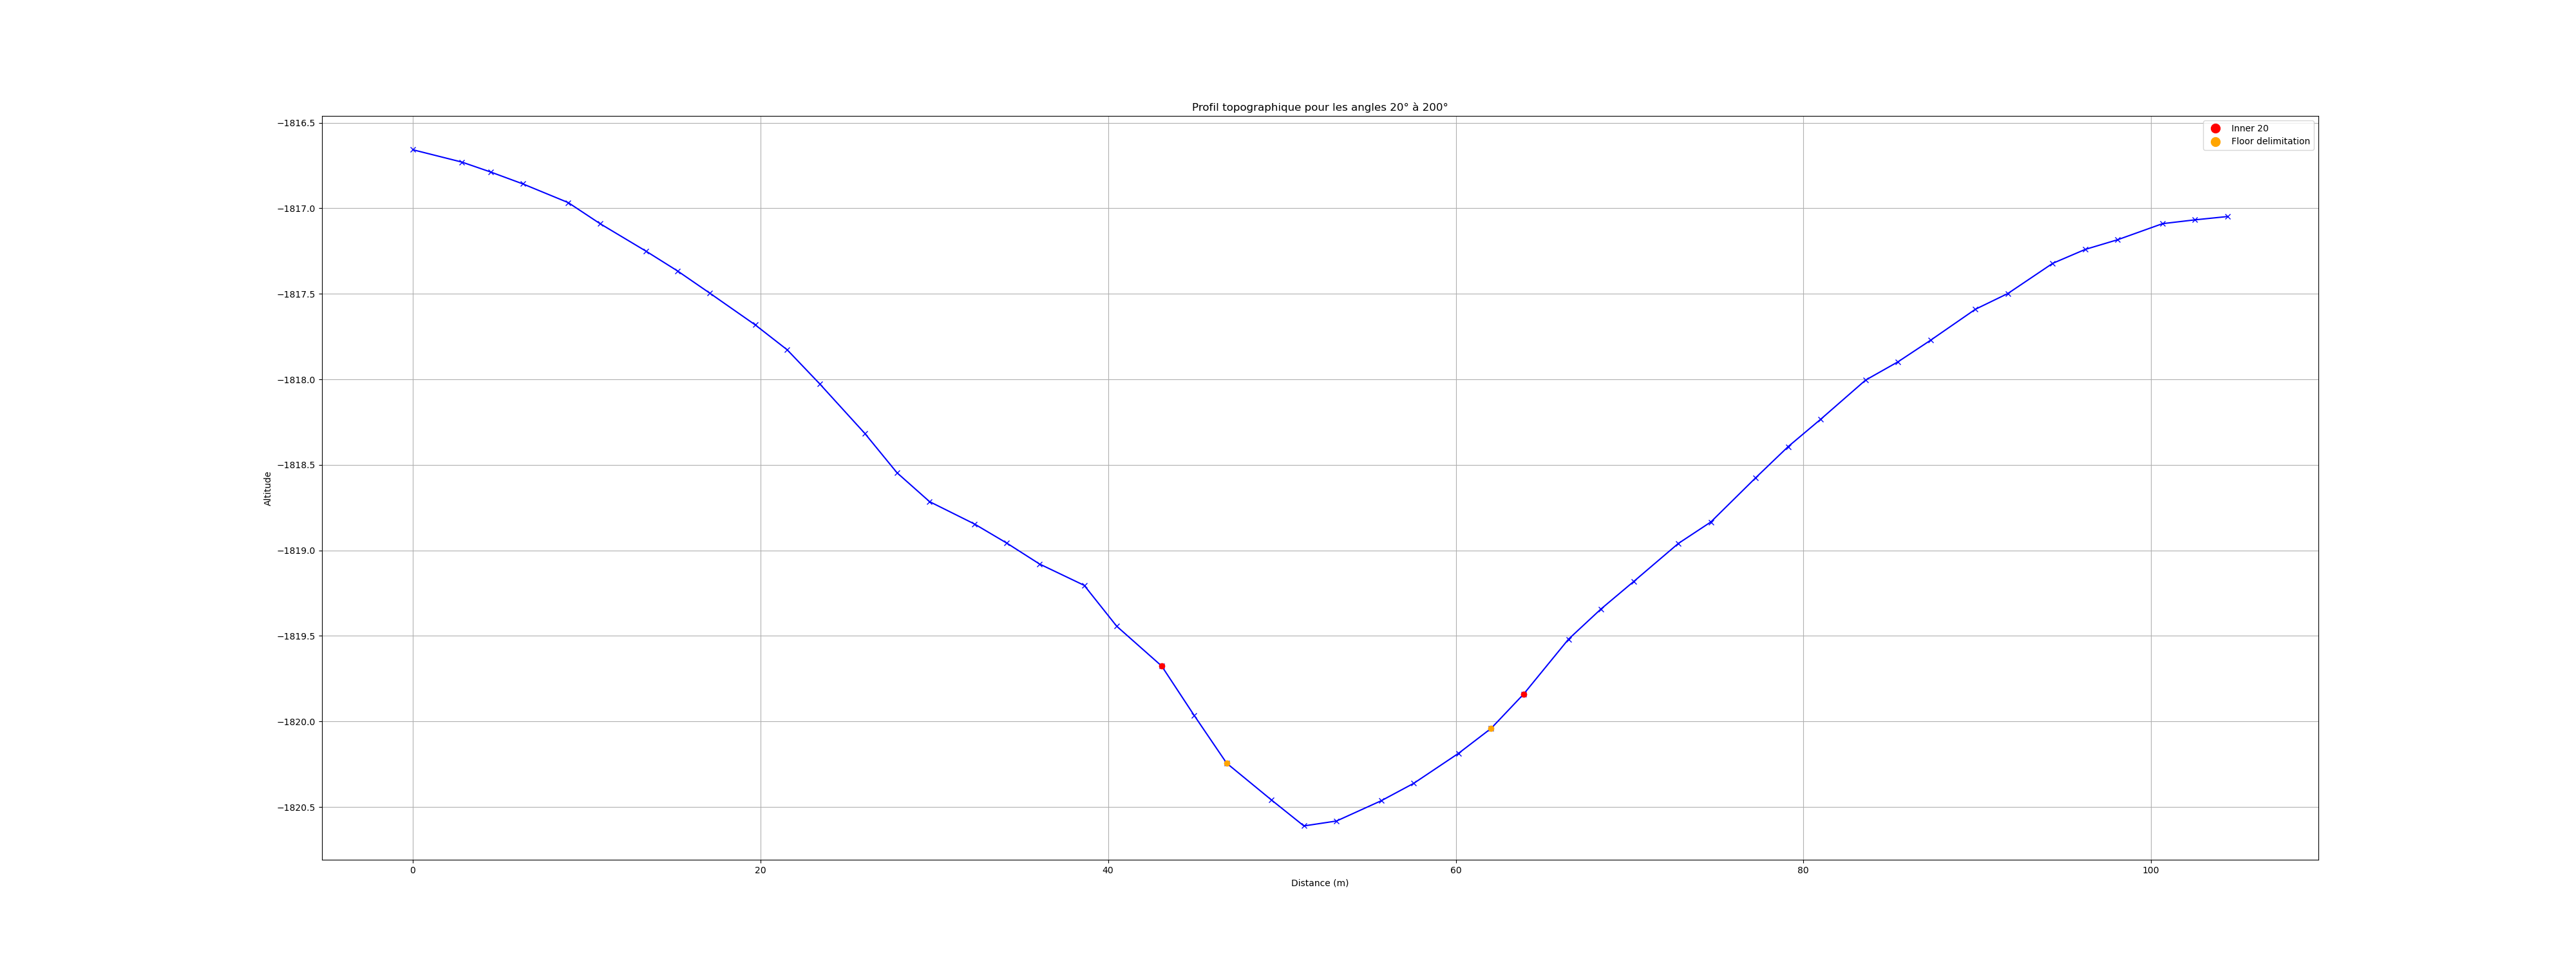 Profil topographique pour les angles 20° à 200°
Inner 20
Floor delimitation
Altitude
−1816.5
−1817.0
−1817.5
−1818.0
−1818.5
−1819.0
−1819.5
−1820.0
−1820.5
0 20 40 60 80 100
Distance (m)